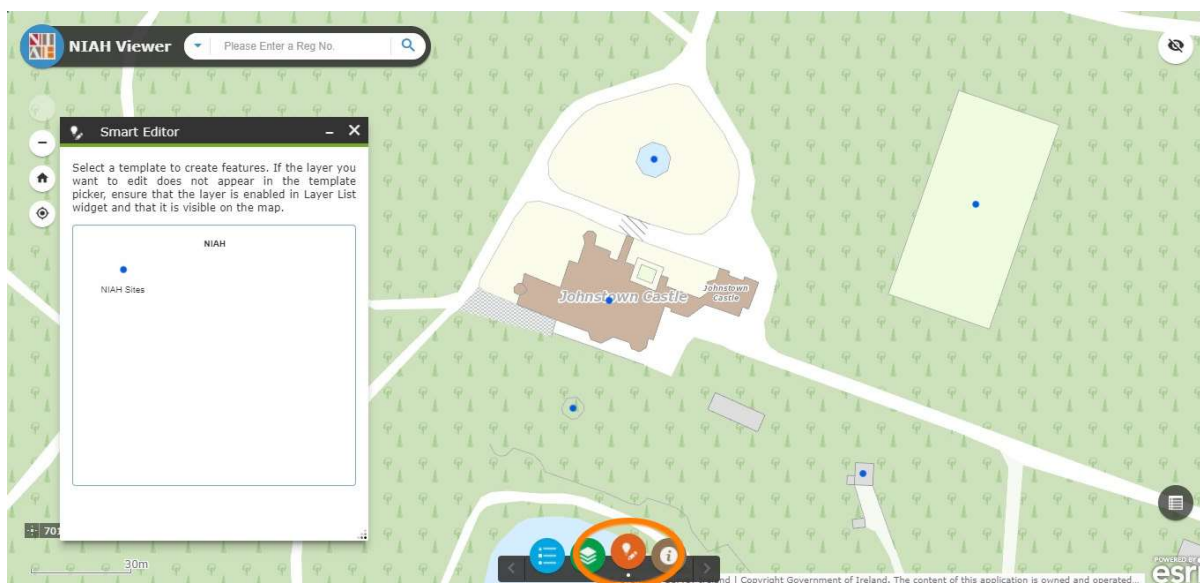 NIAH Viewer
Please Enter a Reg No.
Smart Editor
Select a template to create features. If the layer you
want to edit does not appear in the template
picker, ensure that the layer is enabled in Layer List
widget and that it is visible on the map.
NIAH
NIAH Sites
Johnstown Castle
Johnstown
Castle
701
30m
| Copyright Government of Ireland. The content of this application is owned and operated...
POWERED BY
esri